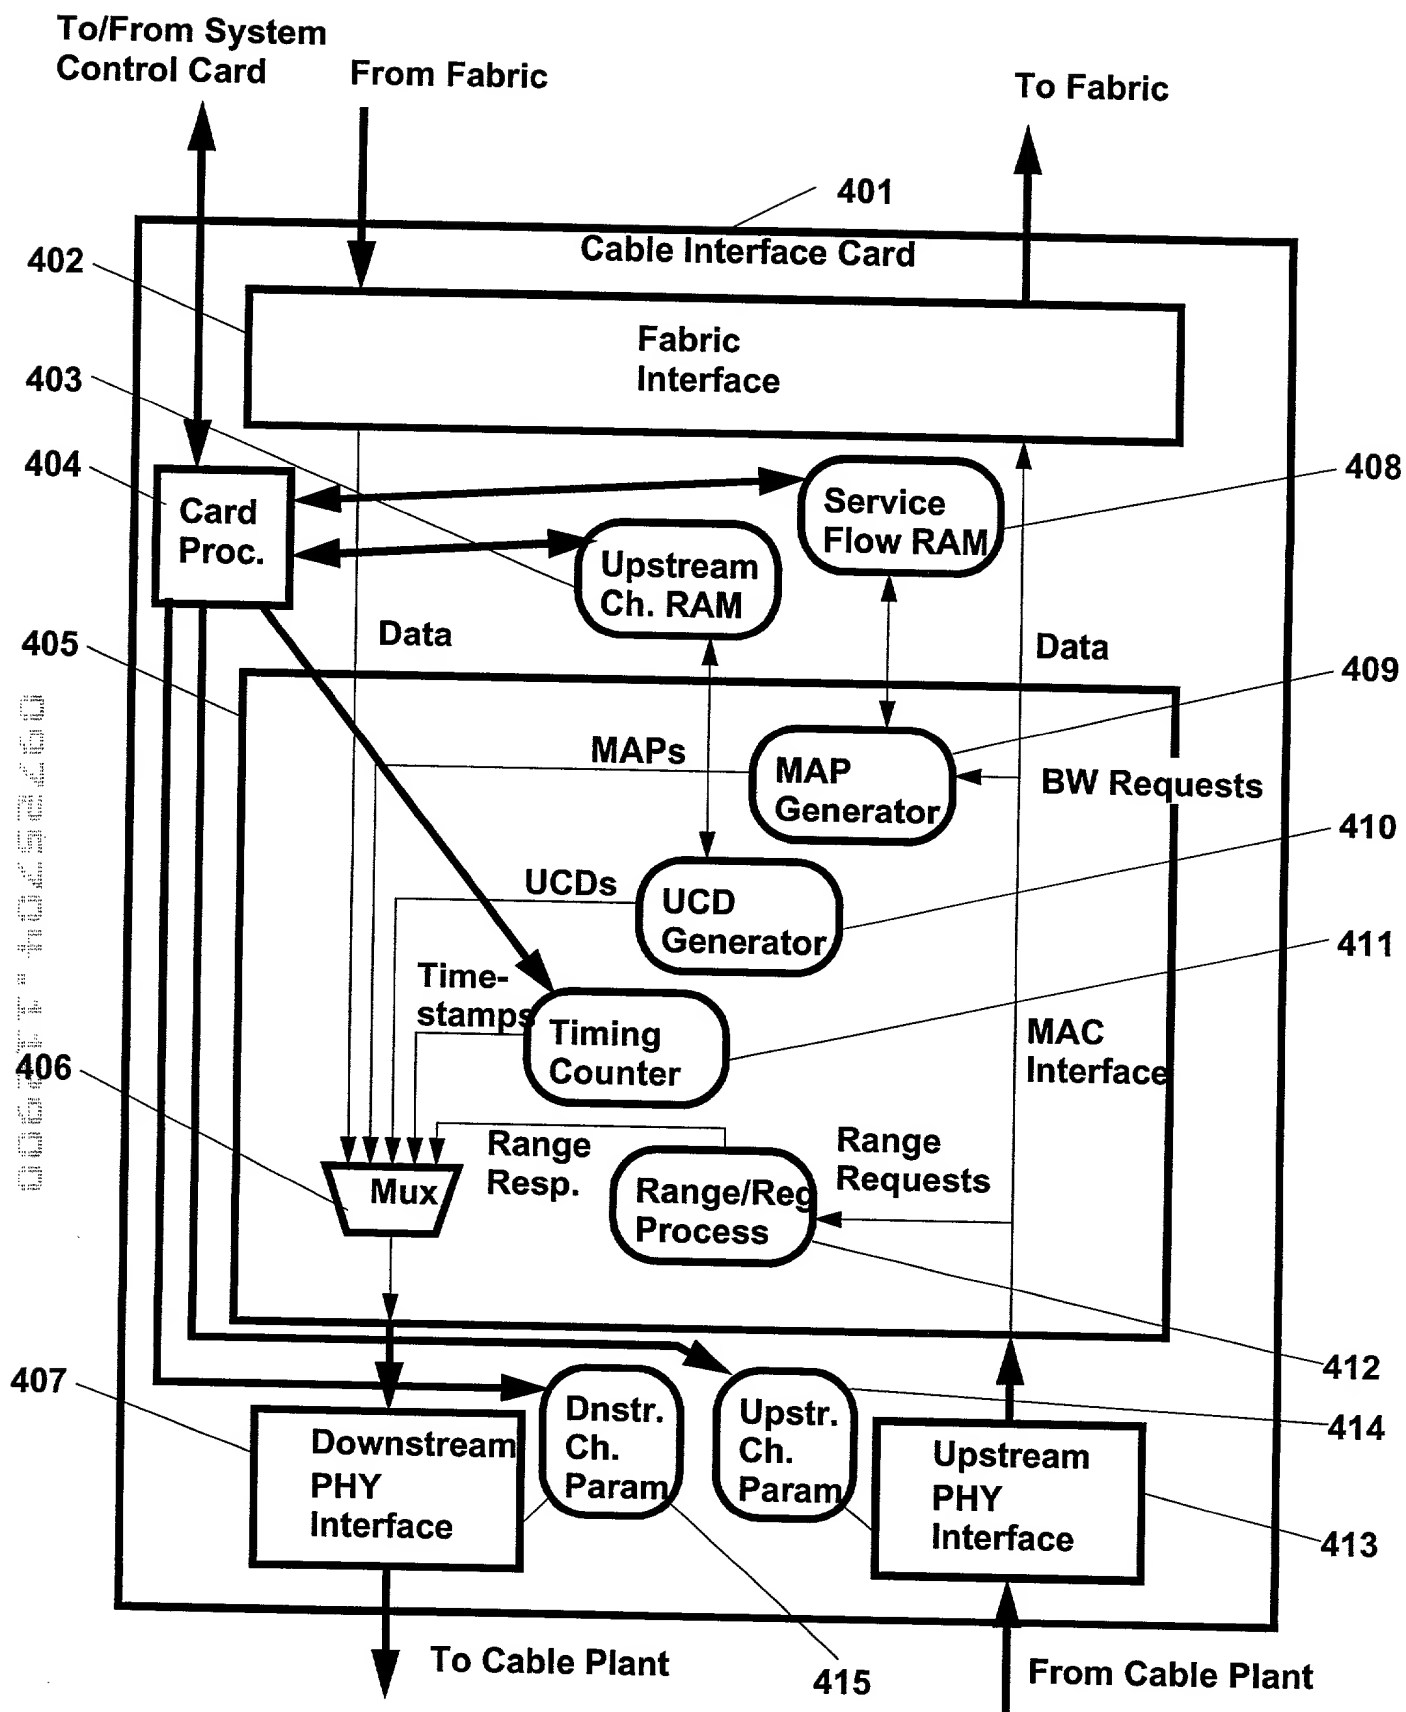 To/From System
Control Card
From Fabric
To Fabric
401
Cable Interface Card
402
Fabric
Interface
403
404
408
Card
Proc.
Service
Flow RAM
Upstream
Ch. RAM
405
Data
Data
409
MAPs
MAP
Generator
BW Requests
410
UCDs
UCD
Generator
411
Time-
stamps
Timing
Counter
MAC
Interface
406
Range
Resp.
Range
Requests
Mux
Range/Reg
Process
412
407
Dnstr.
Ch.
Param
Upstr.
Ch.
Param
414
Downstream
PHY
Interface
Upstream
PHY
Interface
413
To Cable Plant
415
From Cable Plant